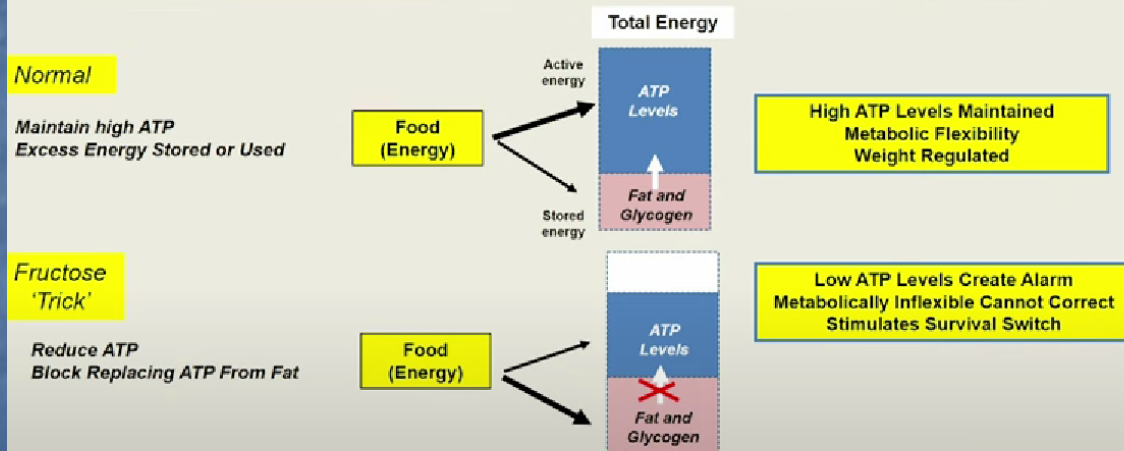 Total Energy
Normal
Maintain high ATP
Excess Energy Stored or Used
Food
(Energy)
Active
energy
Stored
energy
ATP
Levels
Fat and
Glycogen
High ATP Levels Maintained
Metabolic Flexibility
Weight Regulated
Fructose
'Trick'
Reduce ATP
Block Replacing ATP From Fat
Food
(Energy)
ATP
Levels
Fat and
Glycogen
Low ATP Levels Create Alarm
Metabolically Inflexible Cannot Correct
Stimulates Survival Switch